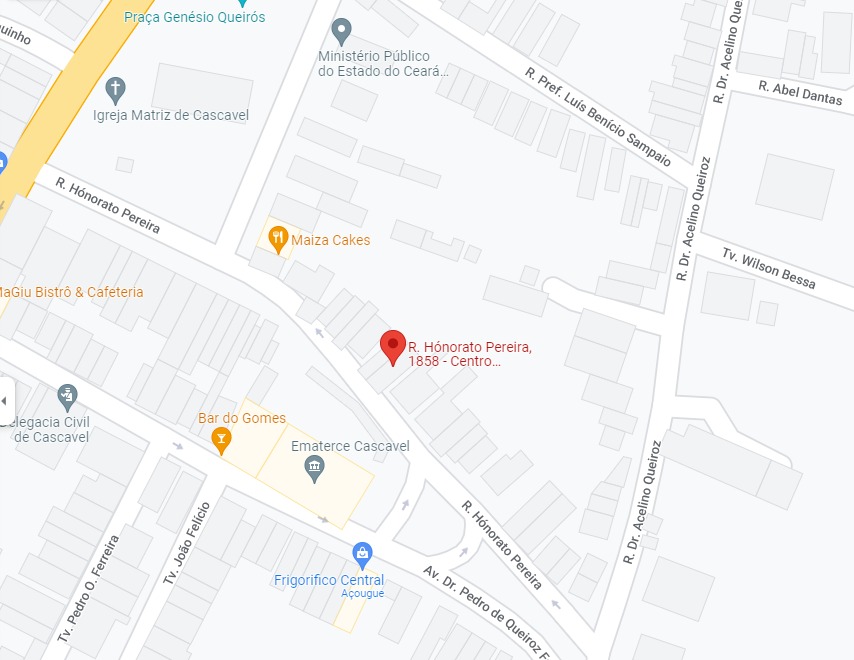 Praça Genésio Queirós
uinho
Ministério Público
do Estado do Ceará...
R. Dr. Acelino Que
R. Pref. Luís Benício Sampaio
R. Abel Dantas
Igreja Matriz de Cascavel
R. Hónorato Pereira
R. Dr. Acelino Queiroz
Maiza Cakes
Tv. Wilson Bessa
MaGiu Bistrô & Cafeteria
R. Hónorato Pereira,
1858 - Centro...
Delegacia Civil
de Cascavel
Bar do Gomes
Ematerce Cascavel
R. Dr. Acelino Queiroz
R. Hónorato Pereira
Tv. João Felício
Tv. Pedro O. Ferreira
Frigorifico Central
Açougue
Av. Dr. Pedro de Queiroz F